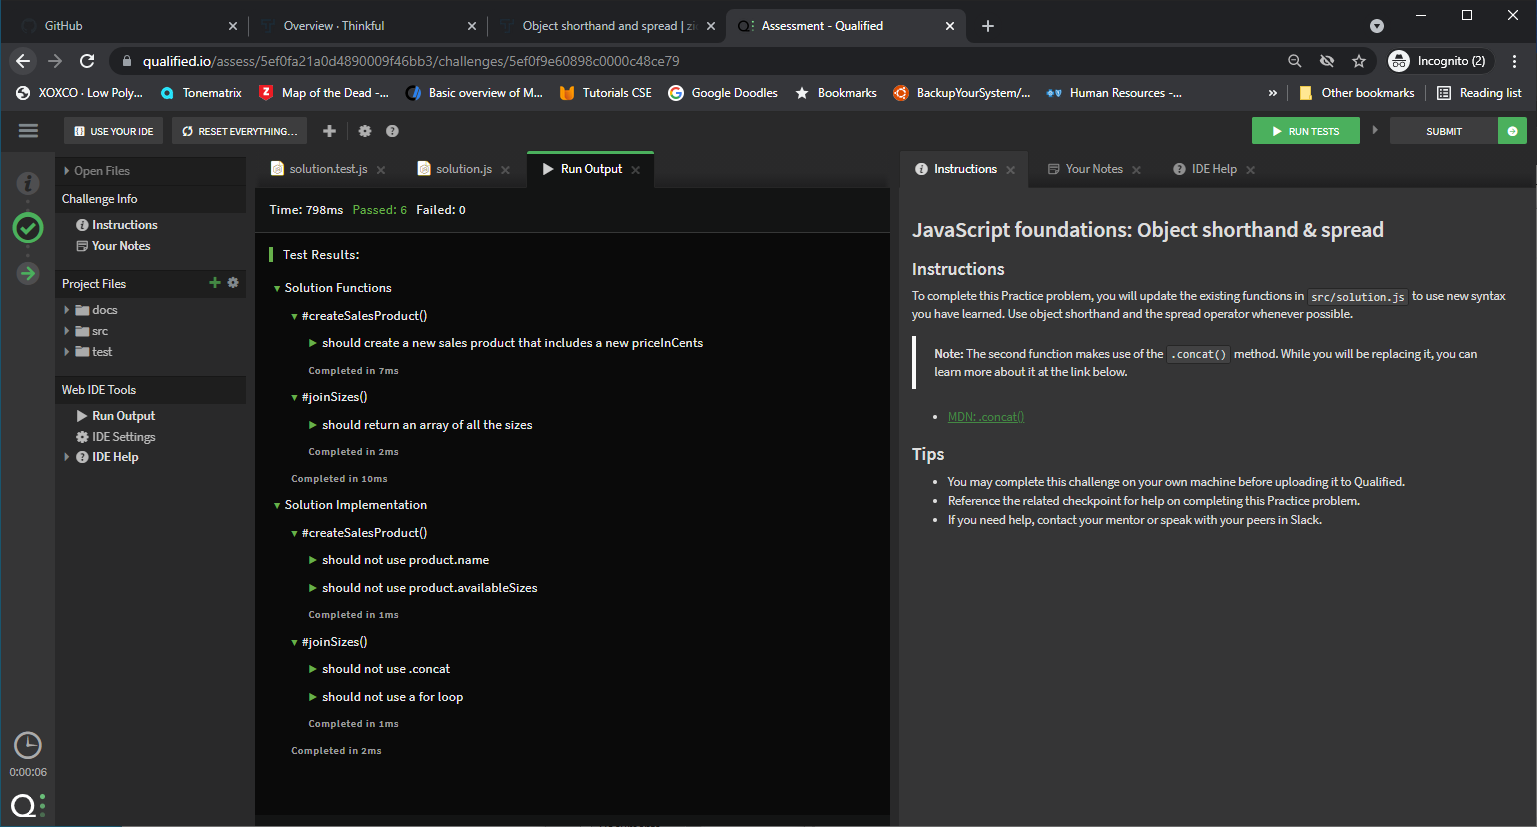 GitHub
Overview · Thinkful
Object shorthand and spread | zi
Assessment - Qualified
qualified.io/assess/5ef0fa21a0d4890009f46bb3/challenges/5ef0f9e60898c0000c48ce79
Incognito (2)
XOXCO · Low Poly...
Tonematrix
Map of the Dead -...
Basic overview of M...
Tutorials CSE
Google Doodles
Bookmarks
BackupYourSystem/...
Human Resources -...
»
Other bookmarks
Reading list
USE YOUR IDE
RESET EVERYTHING...
RUN TESTS
SUBMIT
Open Files
Challenge Info
Instructions
Your Notes
Project Files
docs
src
test
Web IDE Tools
Run Output
IDE Settings
IDE Help
0:00:06
solution.test.js
solution.js
Run Output
Time: 798ms Passed: 6 Failed: 0
Test Results:
Solution Functions
#createSalesProduct()
should create a new sales product that includes a new priceInCents
Completed in 7ms
#joinSizes()
should return an array of all the sizes
Completed in 2ms
Completed in 10ms
Solution Implementation
#createSalesProduct()
should not use product.name
should not use product.availableSizes
Completed in 1ms
#joinSizes()
should not use .concat
should not use a for loop
Completed in 1ms
Completed in 2ms
Instructions
Your Notes
IDE Help
JavaScript foundations: Object shorthand & spread
Instructions
To complete this Practice problem, you will update the existing functions in src/solution.js to use new syntax
you have learned. Use object shorthand and the spread operator whenever possible.
Note: The second function makes use of the .concat() method. While you will be replacing it, you can
learn more about it at the link below.
MDN: .concat()
Tips
You may complete this challenge on your own machine before uploading it to Qualified.
Reference the related checkpoint for help on completing this Practice problem.
If you need help, contact your mentor or speak with your peers in Slack.